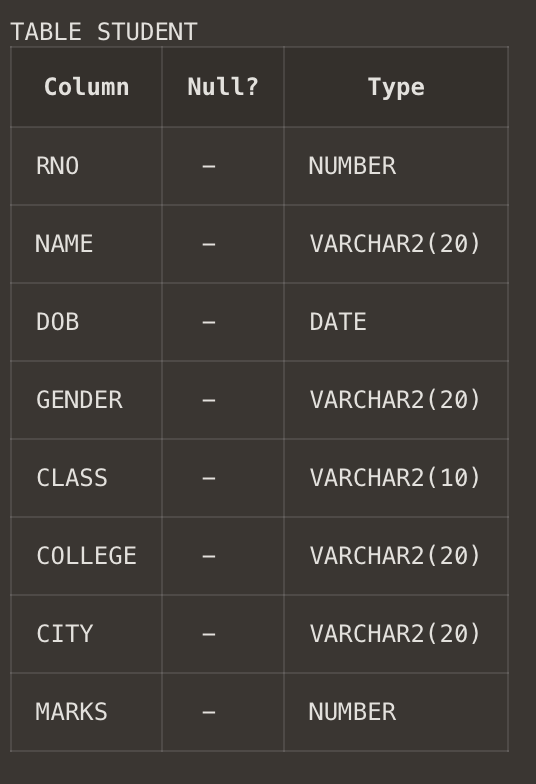 TABLE STUDENT
Column Null? Type
RNO – NUMBER
NAME – VARCHAR2(20)
DOB – DATE
GENDER – VARCHAR2(20)
CLASS – VARCHAR2(10)
COLLEGE – VARCHAR2(20)
CITY – VARCHAR2(20)
MARKS – NUMBER